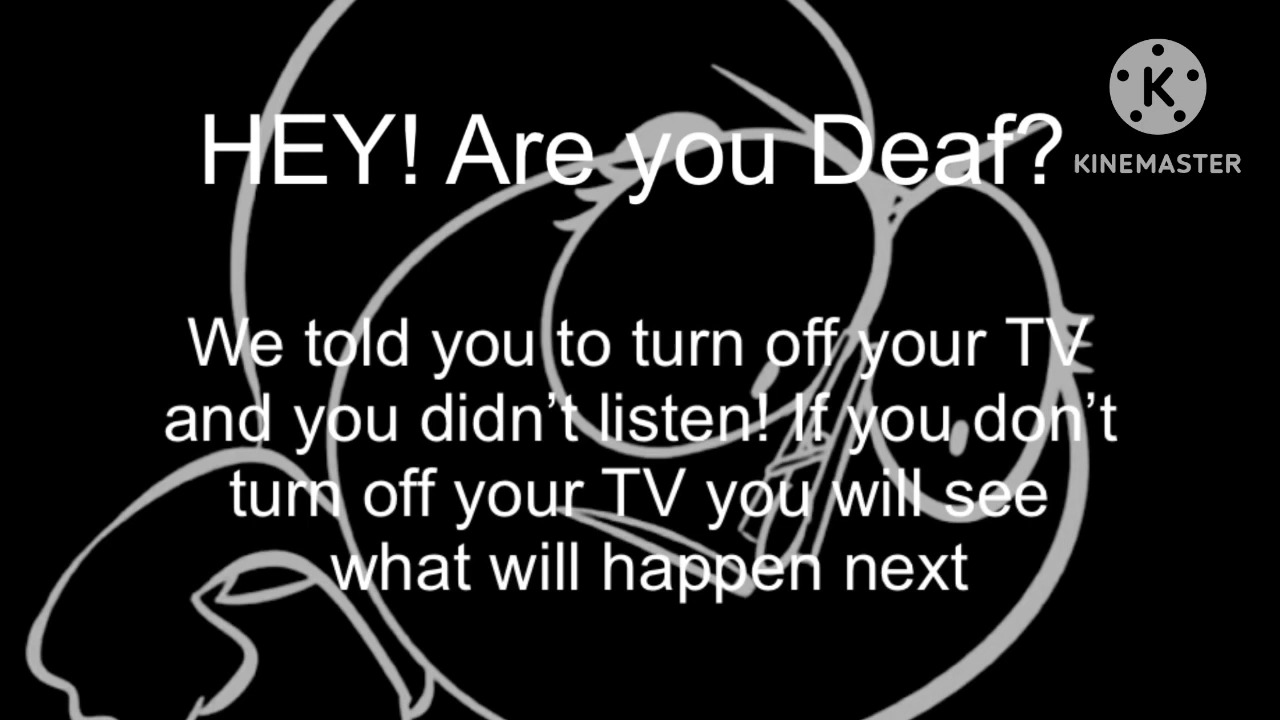 HEY! Are you Deaf?
KINEMASTER
We told you to turn off your TV
and you didn’t listen! If you don’t
turn off your TV you will see
what will happen next